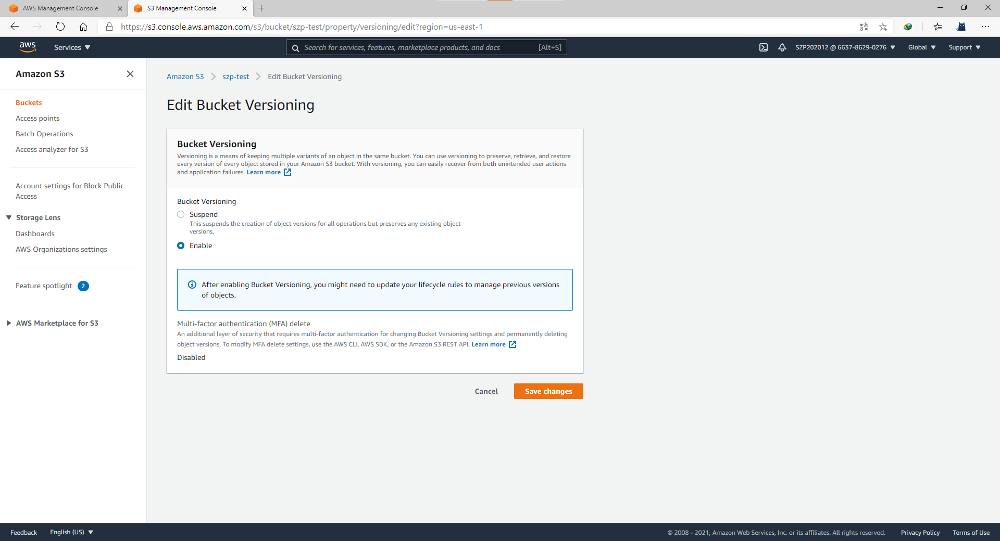 AWS Management Console
S3 Management Console
https://s3.console.aws.amazon.com/s3/bucket/szp-test/property/versioning/edit?region=us-east-1
aws
Services
Search for services, features, marketplace products, and docs [Alt+S]
SZP202012 @ 6637-8629-0276
Global
Support
Amazon S3
Buckets
Access points
Batch Operations
Access analyzer for S3
Account settings for Block Public
Access
Storage Lens
Dashboards
AWS Organizations settings
Feature spotlight 2
AWS Marketplace for S3
Amazon S3 > szp-test > Edit Bucket Versioning
Edit Bucket Versioning
Bucket Versioning
Versioning is a means of keeping multiple variants of an object in the same bucket. You can use versioning to preserve, retrieve, and restore
every version of every object stored in your Amazon S3 bucket. With versioning, you can easily recover from both unintended user actions
and application failures. Learn more
Bucket Versioning
Suspend
This suspends the creation of object versions for all operations but preserves any existing object
versions.
Enable
After enabling Bucket Versioning, you might need to update your lifecycle rules to manage previous versions
of objects.
Multi-factor authentication (MFA) delete
An additional layer of security that requires multi-factor authentication for changing Bucket Versioning settings and permanently deleting
object versions. To modify MFA delete settings, use the AWS CLI, AWS SDK, or the Amazon S3 REST API. Learn more
Disabled
Cancel
Save changes
Feedback
English (US)
© 2008 - 2021, Amazon Web Services, Inc. or its affiliates. All rights reserved.
Privacy Policy
Terms of Use